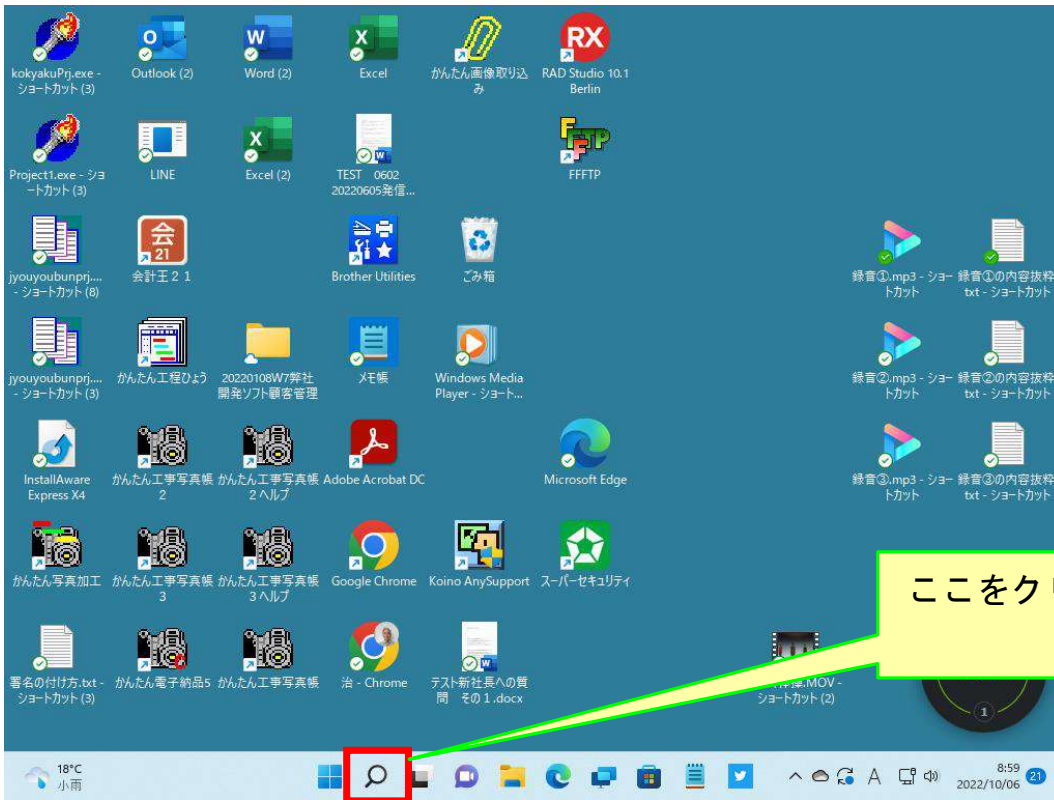 kokyakuPrj.exe -
ショートカット (3)
Outlook (2)
Word (2)
Excel
かんたん画像取り込
み
RAD Studio 10.1
Berlin
Project1.exe - ショ
ートカット (3)
LINE
Excel (2)
TEST　0602
20220605発信...
FFFTP
jyouyoubunprj....
- ショートカット (8)
会計王２１
Brother Utilities
ごみ箱
録音①.mp3 - ショー
トカット
録音①の内容抜粋
txt - ショートカット
jyouyoubunprj....
- ショートカット (3)
かんたん工程ひょう
20220108W7弊社
開発ソフト顧客管理
メモ帳
Windows Media
Player - ショート...
録音②.mp3 - ショー
トカット
録音②の内容抜粋
txt - ショートカット
InstallAware
Express X4
かんたん工事写真帳
2
かんたん工事写真帳
2 ヘルプ
Adobe Acrobat DC
Microsoft Edge
録音③.mp3 - ショー
トカット
録音③の内容抜粋
txt - ショートカット
かんたん写真加工
かんたん工事写真帳
3
かんたん工事写真帳
3 ヘルプ
Google Chrome
Koino AnySupport
スーパーセキュリティ
ここをク
署名の付け方.txt -
ショートカット (3)
かんたん電子納品5
かんたん工事写真帳
治 - Chrome
テスト新社長への質
問　その１.docx
.MOV -
ショートカット (2)
1
18°C
小雨
A
8:59
2022/10/06
21